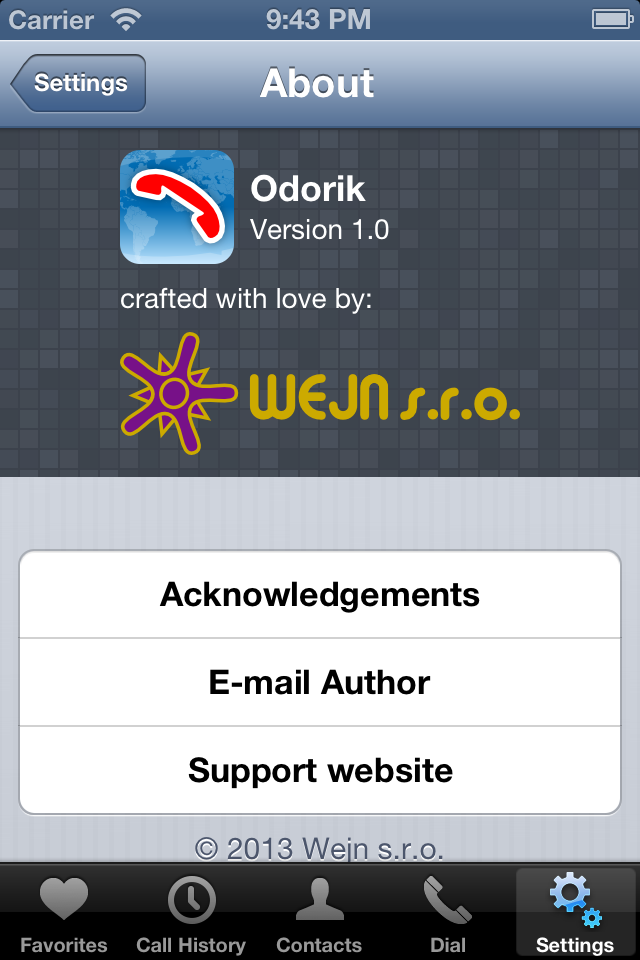 Carrier 9:43 PM
Settings About
Odorik
Version 1.0
crafted with love by:
WEJN s.r.o.
Acknowledgements
E-mail Author
Support website
© 2013 Wejn s.r.o.
Favorites Call History Contacts Dial Settings